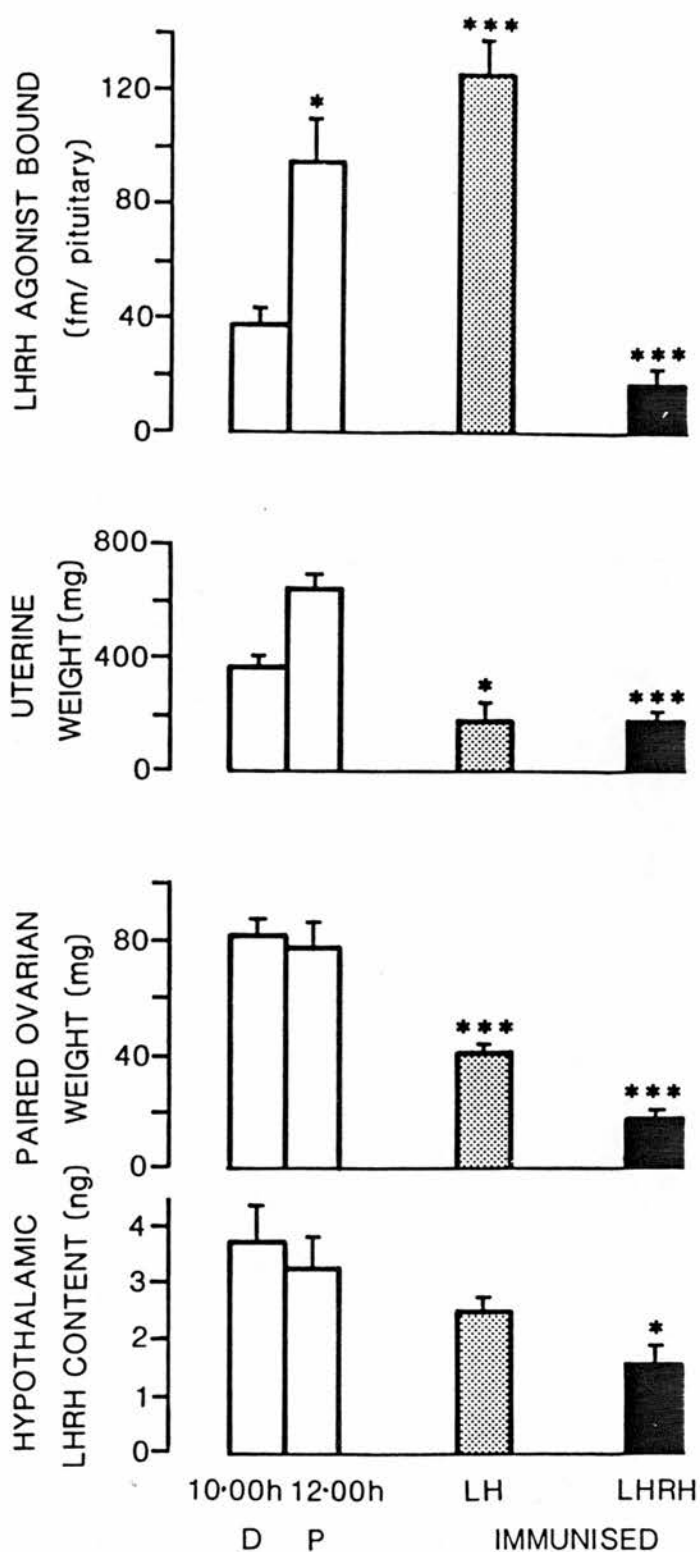 LHRH AGONIST BOUND
(fm/ pituitary)
120
80
40
0
*
***
***
UTERINE
WEIGHT (mg)
800
400
0
*
***
PAIRED OVARIAN
WEIGHT (mg)
80
40
0
***
***
HYPOTHALAMIC
LHRH CONTENT (ng)
4
3
2
1
0
*
10·00h 12·00h LH LHRH
D P IMMUNISED